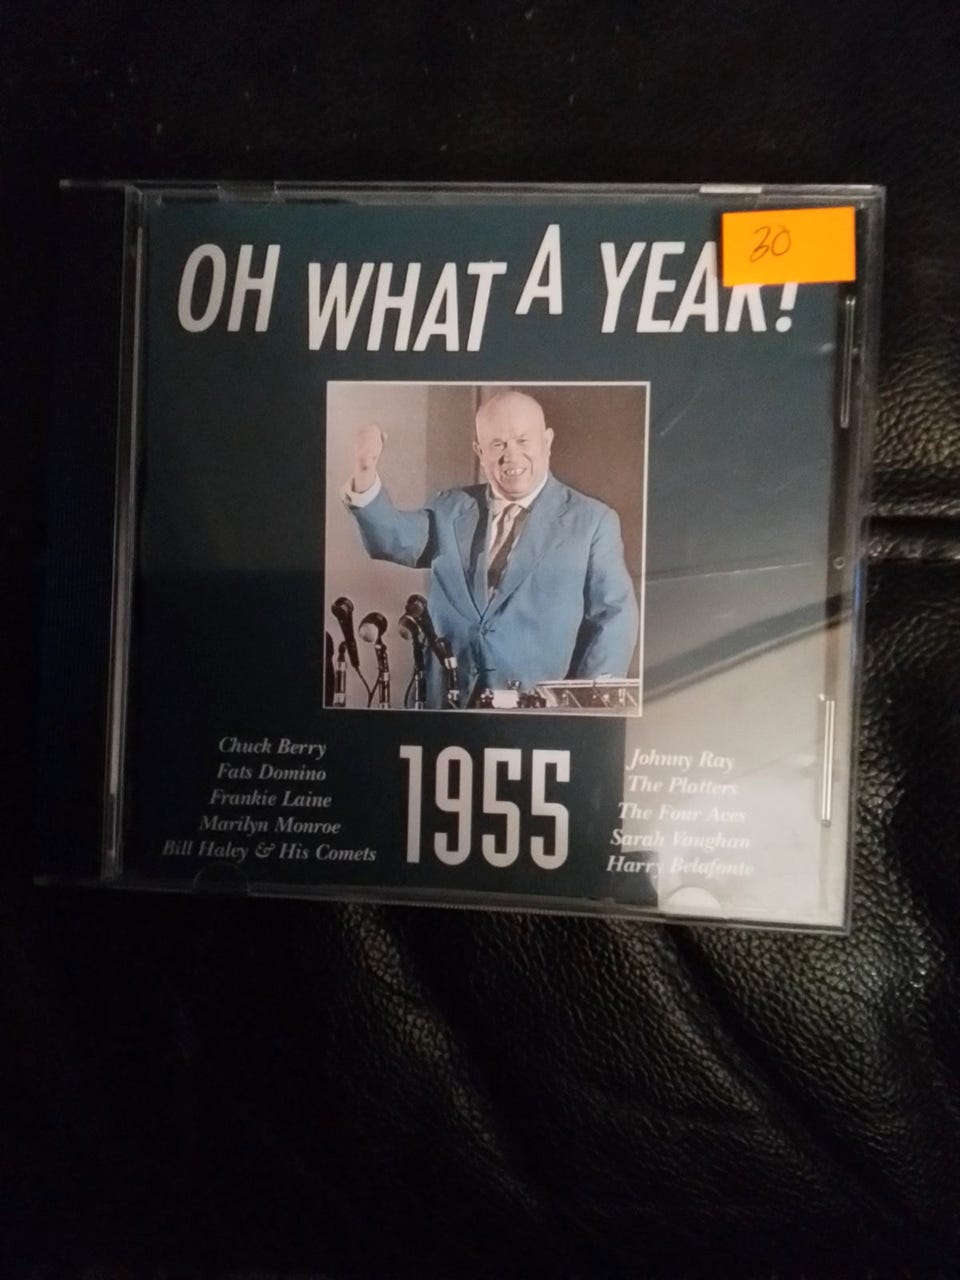 30
OH WHAT A YEAR!
Chuck Berry
Fats Domino
Frankie Laine
Marilyn Monroe
Bill Haley & His Comets
1955
Johnny Ray
The Platters
The Four Aces
Sarah Vaughan
Harry Belafonte